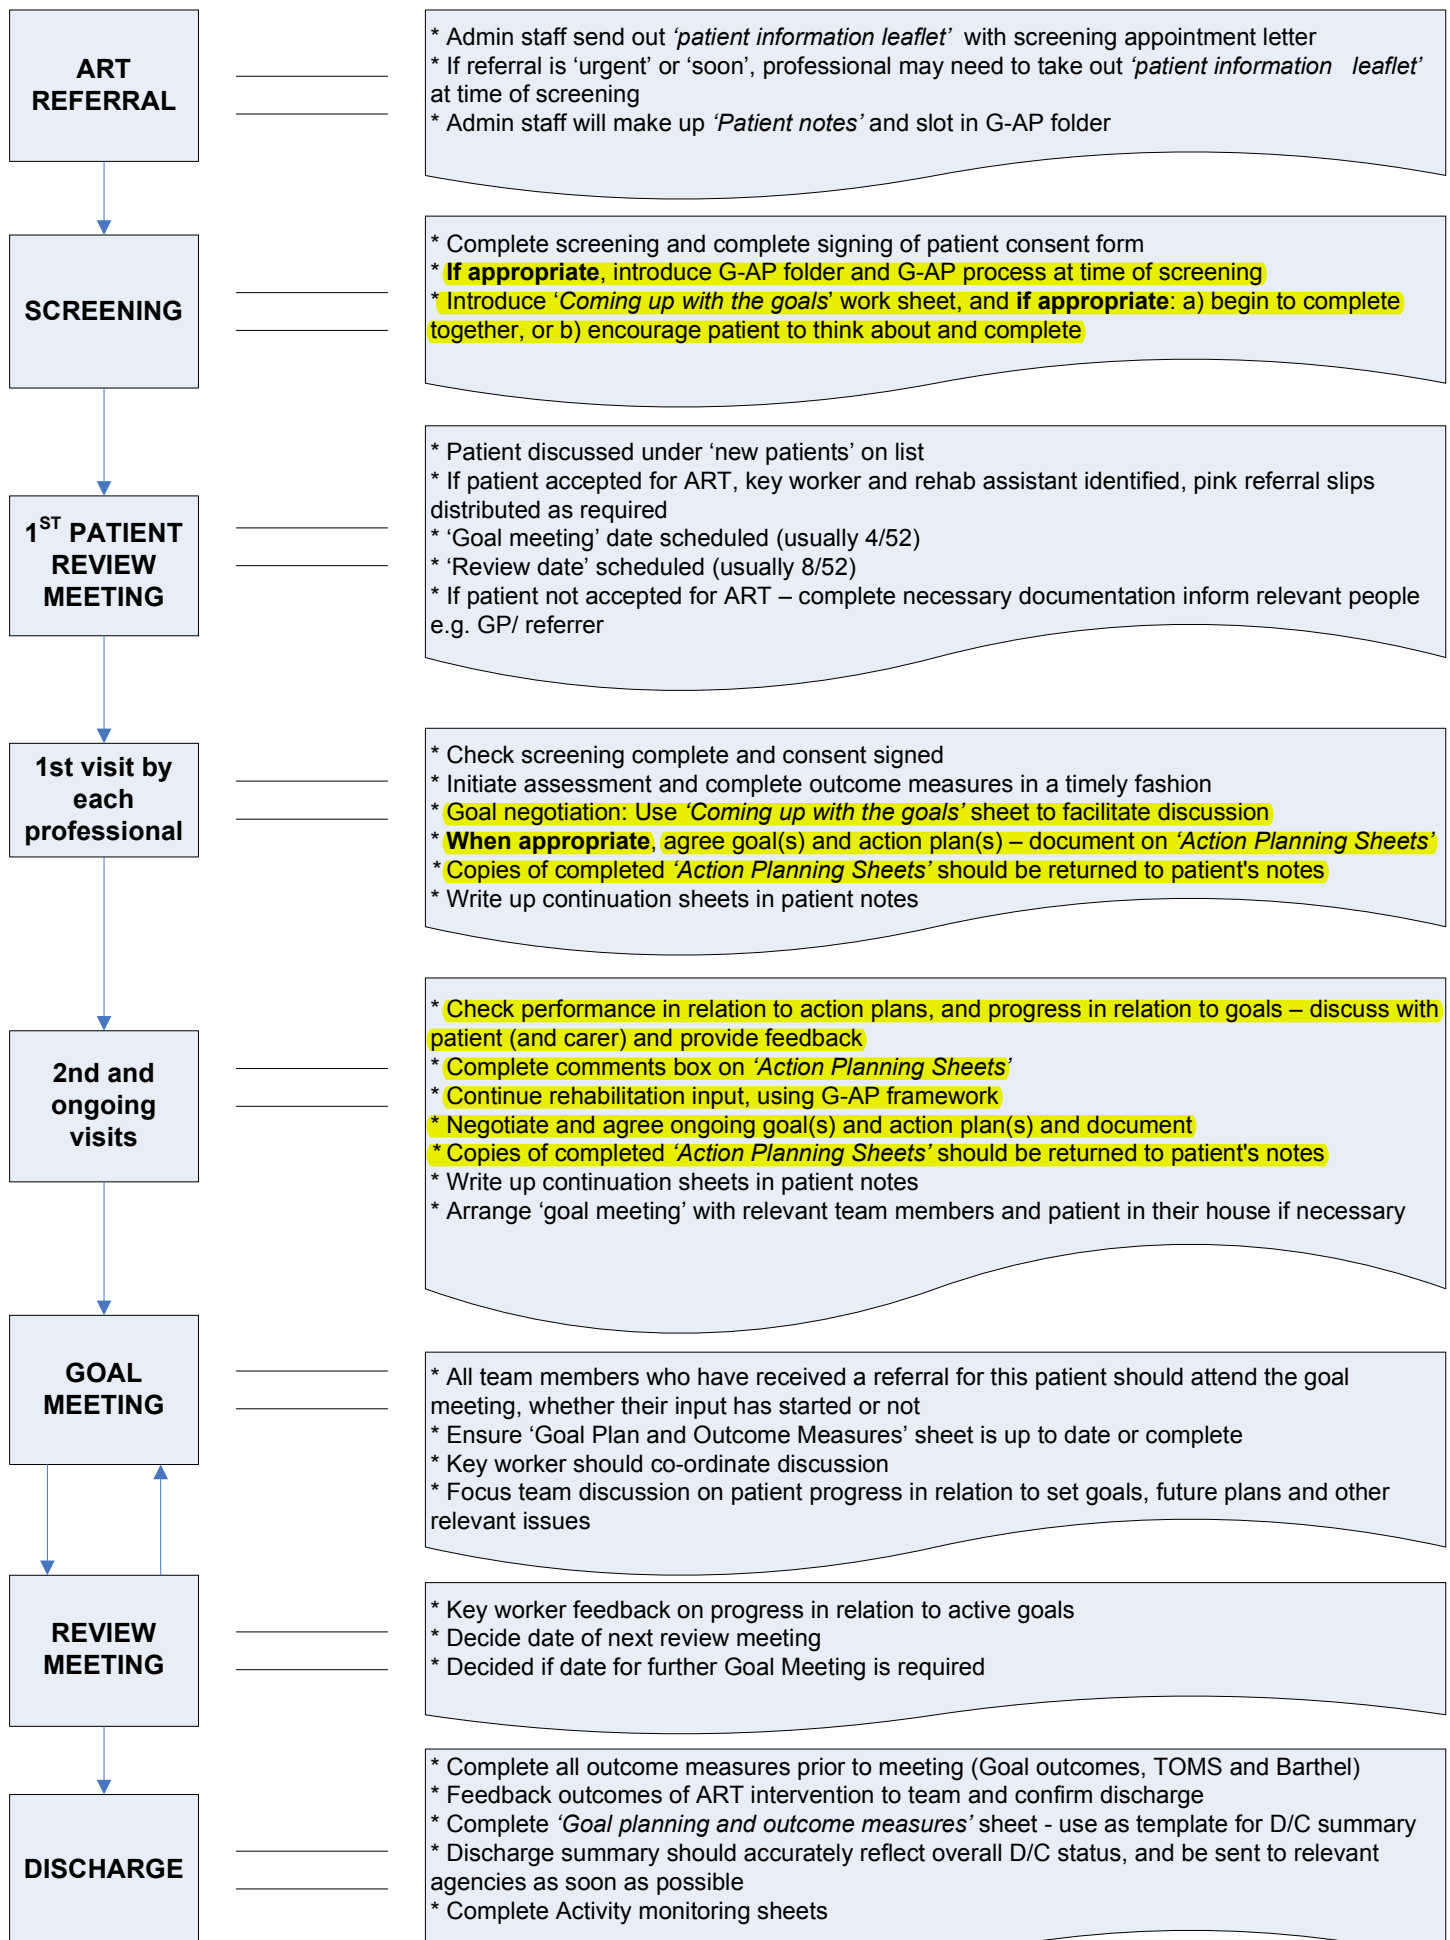 ART
REFERRAL
* Admin staff send out ‘patient information leaflet’ with screening appointment letter
* If referral is ‘urgent’ or ‘soon’, professional may need to take out ‘patient information leaflet’
at time of screening
* Admin staff will make up ‘Patient notes’ and slot in G-AP folder
SCREENING
* Complete screening and complete signing of patient consent form
* If appropriate, introduce G-AP folder and G-AP process at time of screening
* Introduce ‘Coming up with the goals’ work sheet, and if appropriate: a) begin to complete
together, or b) encourage patient to think about and complete
1ST PATIENT
REVIEW
MEETING
* Patient discussed under ‘new patients’ on list
* If patient accepted for ART, key worker and rehab assistant identified, pink referral slips
distributed as required
* ‘Goal meeting’ date scheduled (usually 4/52)
* ‘Review date’ scheduled (usually 8/52)
* If patient not accepted for ART – complete necessary documentation inform relevant people
e.g. GP/ referrer
1st visit by
each
professional
* Check screening complete and consent signed
* Initiate assessment and complete outcome measures in a timely fashion
* Goal negotiation: Use ‘Coming up with the goals’ sheet to facilitate discussion
* When appropriate, agree goal(s) and action plan(s) – document on ‘Action Planning Sheets’
* Copies of completed ‘Action Planning Sheets’ should be returned to patient's notes
* Write up continuation sheets in patient notes
2nd and
ongoing
visits
* Check performance in relation to action plans, and progress in relation to goals – discuss with
patient (and carer) and provide feedback
* Complete comments box on ‘Action Planning Sheets’
* Continue rehabilitation input, using G-AP framework
* Negotiate and agree ongoing goal(s) and action plan(s) and document
* Copies of completed ‘Action Planning Sheets’ should be returned to patient's notes
* Write up continuation sheets in patient notes
* Arrange ‘goal meeting’ with relevant team members and patient in their house if necessary
GOAL
MEETING
* All team members who have received a referral for this patient should attend the goal
meeting, whether their input has started or not
* Ensure ‘Goal Plan and Outcome Measures’ sheet is up to date or complete
* Key worker should co-ordinate discussion
* Focus team discussion on patient progress in relation to set goals, future plans and other
relevant issues
REVIEW
MEETING
* Key worker feedback on progress in relation to active goals
* Decide date of next review meeting
* Decided if date for further Goal Meeting is required
DISCHARGE
* Complete all outcome measures prior to meeting (Goal outcomes, TOMS and Barthel)
* Feedback outcomes of ART intervention to team and confirm discharge
* Complete ‘Goal planning and outcome measures’ sheet - use as template for D/C summary
* Discharge summary should accurately reflect overall D/C status, and be sent to relevant
agencies as soon as possible
* Complete Activity monitoring sheets